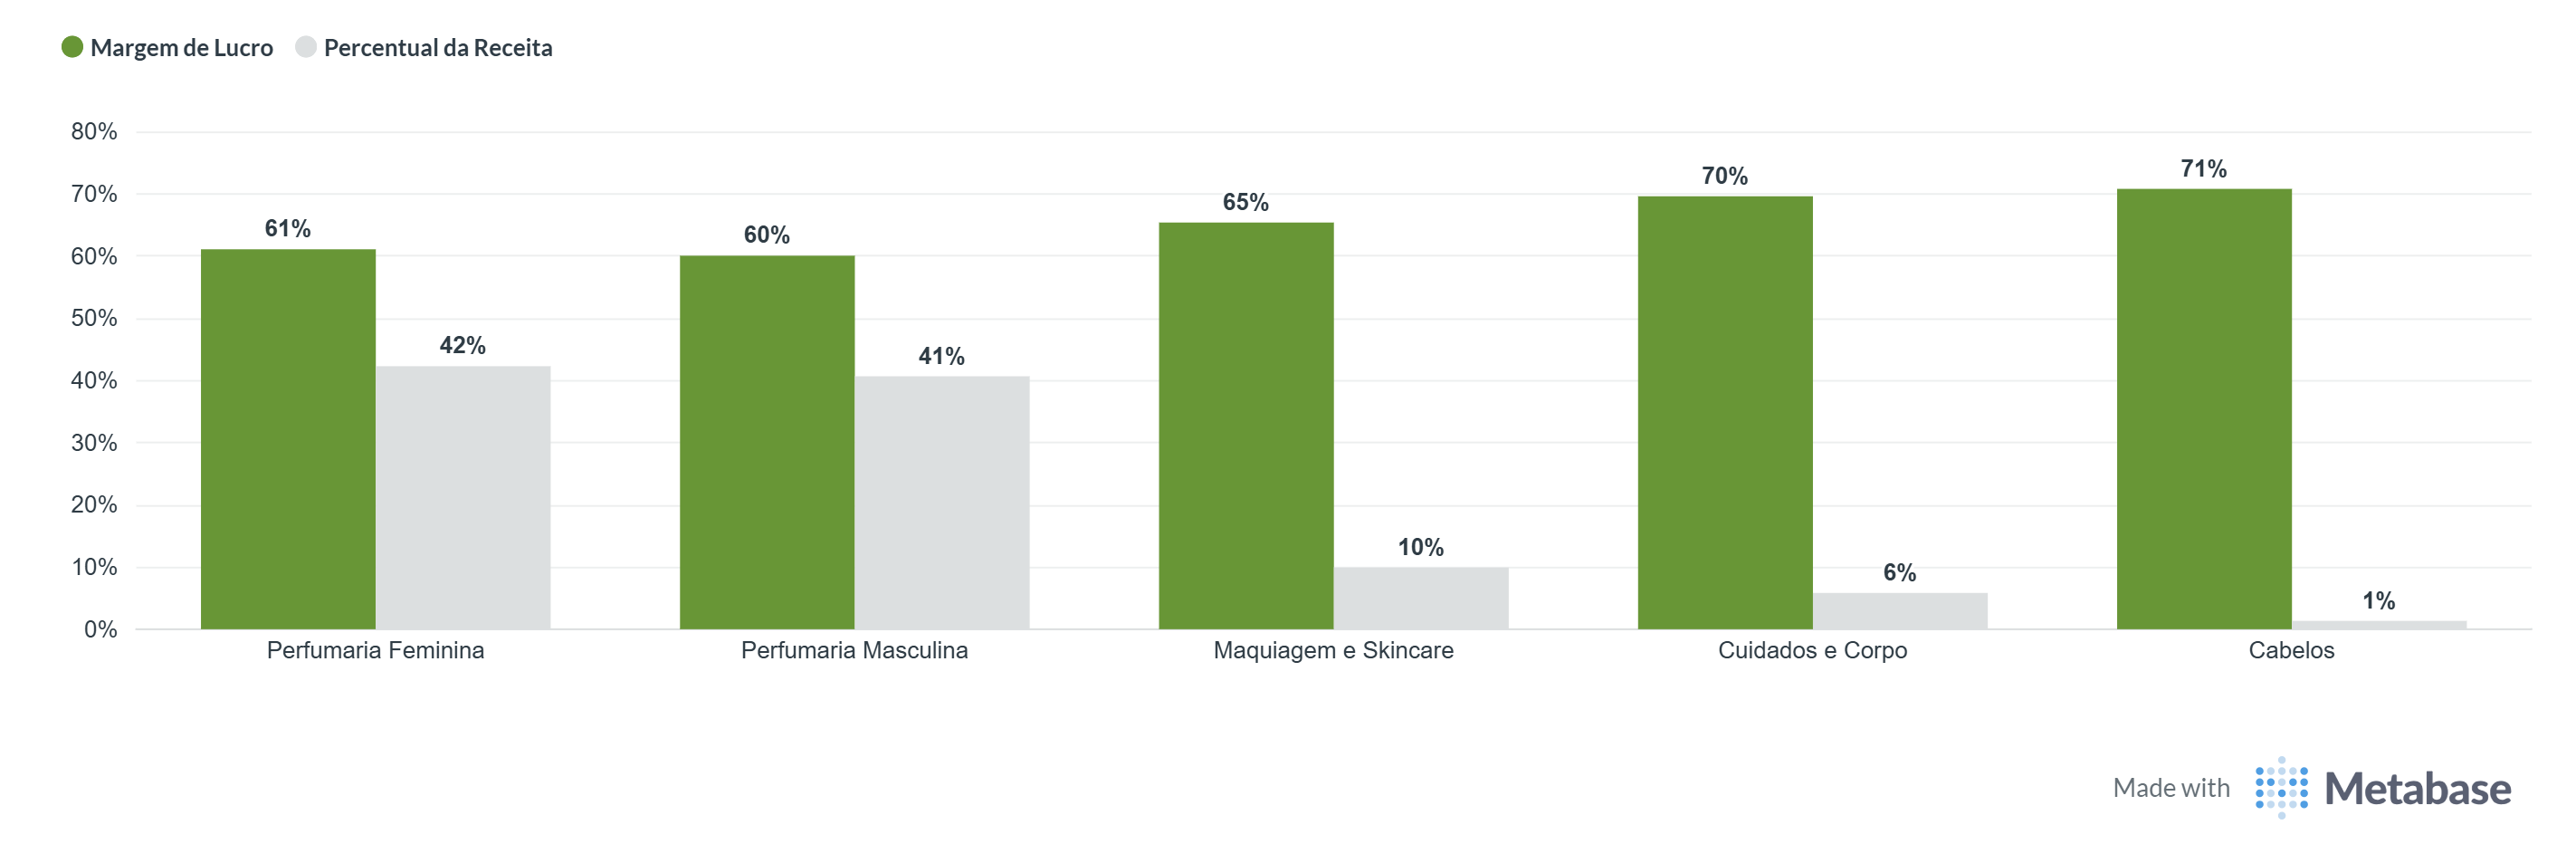 Margem de Lucro Percentual da Receita
80%
70%
60%
50%
40%
30%
20%
10%
0%
61%
42%
60%
41%
65%
10%
70%
6%
71%
1%
Perfumaria Feminina
Perfumaria Masculina
Maquiagem e Skincare
Cuidados e Corpo
Cabelos
Made with Metabase